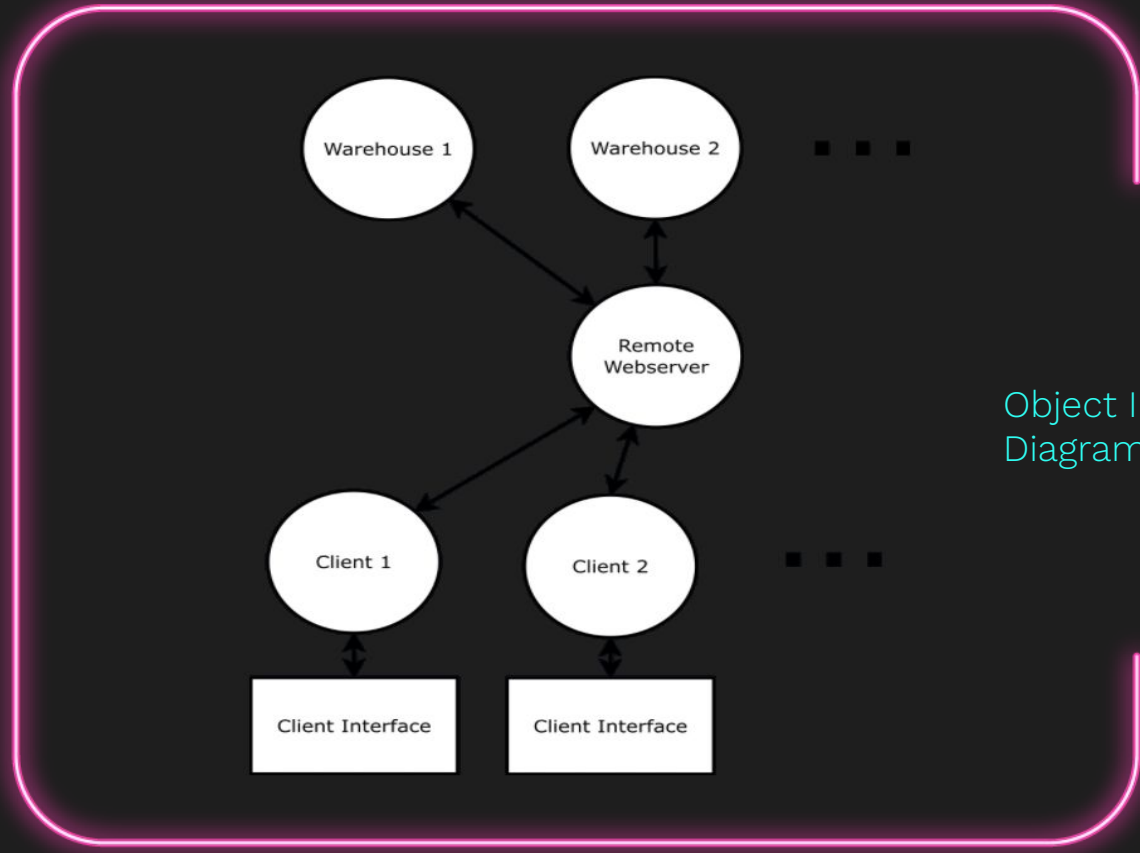 Warehouse 1
Warehouse 2
Remote
Webserver
Object I
Diagram
Client 1
Client 2
Client Interface
Client Interface